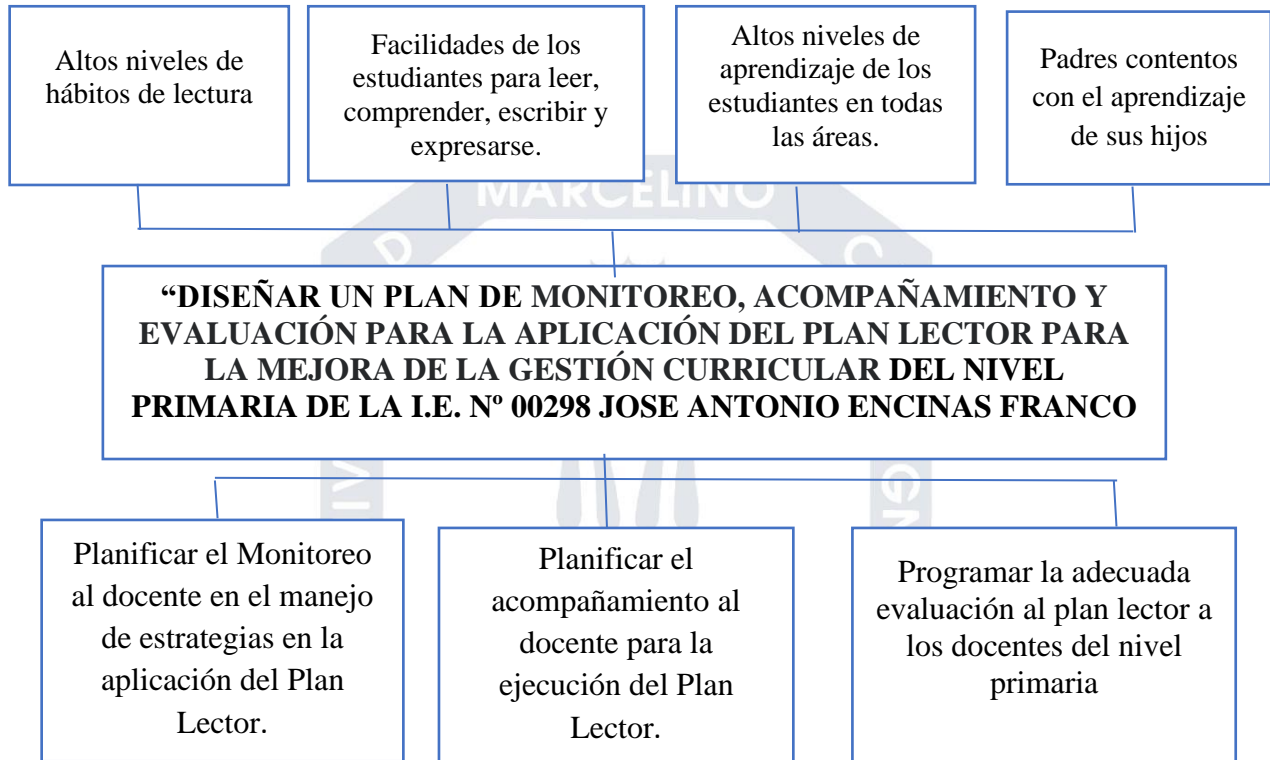 Altos niveles de
hábitos de lectura
Facilidades de los
estudiantes para leer,
comprender, escribir y
expresarse.
Altos niveles de
aprendizaje de los
estudiantes en todas
las áreas.
Padres contentos
con el aprendizaje
de sus hijos
MARCELINO
“DISEÑAR UN PLAN DE MONITOREO, ACOMPAÑAMIENTO Y
EVALUACIÓN PARA LA APLICACIÓN DEL PLAN LECTOR PARA
LA MEJORA DE LA GESTIÓN CURRICULAR DEL NIVEL
PRIMARIA DE LA I.E. Nº 00298 JOSE ANTONIO ENCINAS FRANCO
Planificar el Monitoreo
al docente en el manejo
de estrategias en la
aplicación del Plan
Lector.
Planificar el
acompañamiento al
docente para la
ejecución del Plan
Lector.
Programar la adecuada
evaluación al plan lector a
los docentes del nivel
primaria